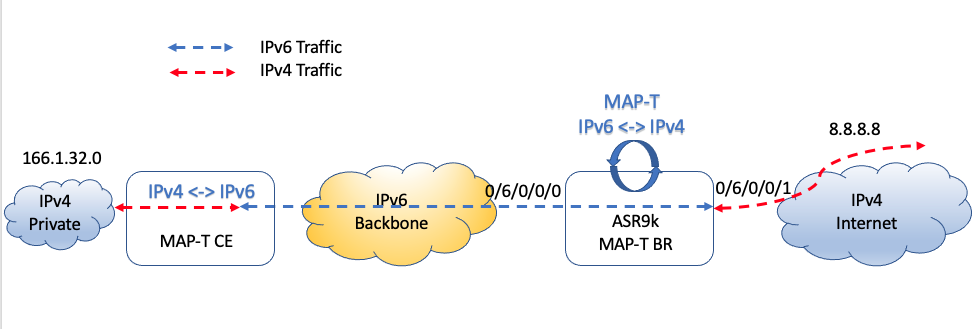 IPv6 Traffic
IPv4 Traffic
MAP-T
IPv6 <-> IPv4
8.8.8.8
166.1.32.0
IPv4 <-> IPv6
0/6/0/0/0
0/6/0/0/1
IPv4
Private
MAP-T CE
IPv6
Backbone
ASR9k
MAP-T BR
IPv4
Internet